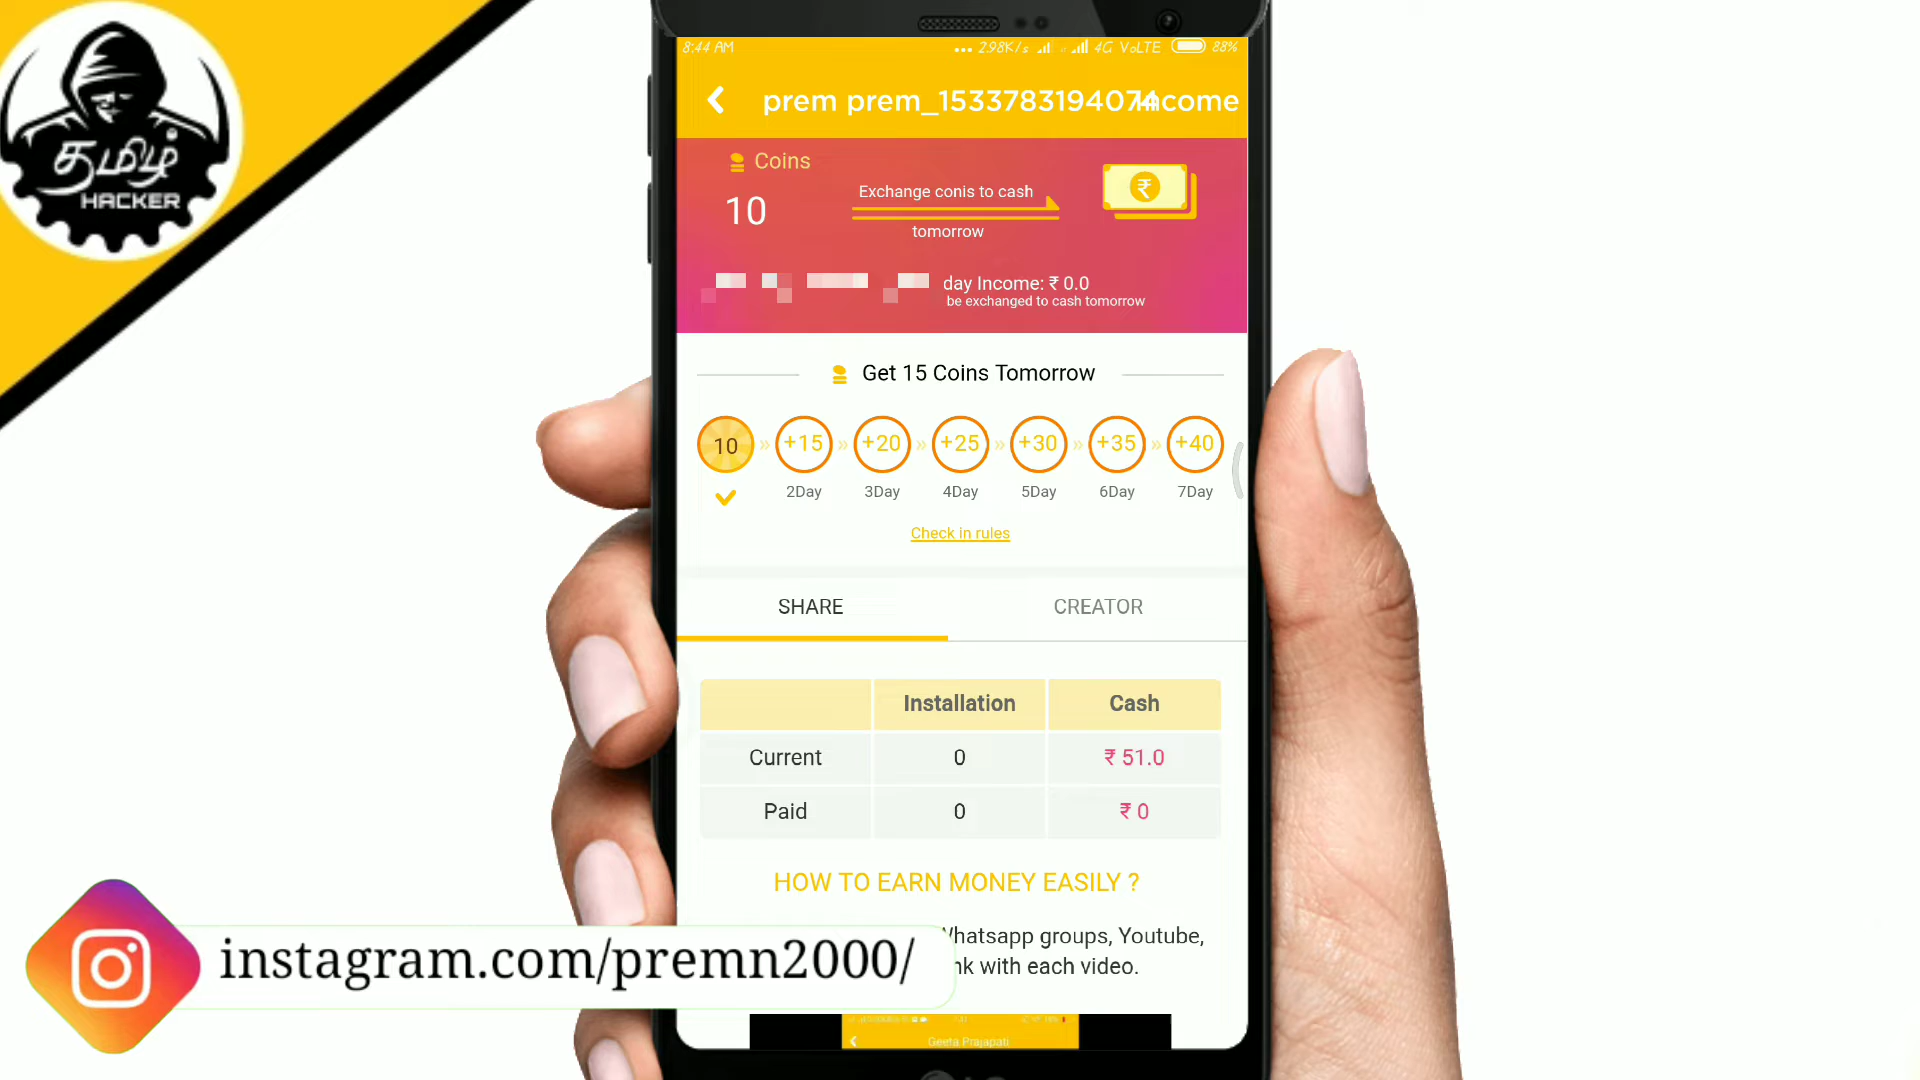 தமிழ்
HACKER
8:44 AM
298K/s 4G VoLTE 88%
prem prem_1533783194074
income
Coins
10
Exchange conis to cash
tomorrow
day Income: ₹ 0.0
be exchanged to cash tomorrow
Get 15 Coins Tomorrow
10 +15 +20 +25 +30 +35 +40
2Day 3Day 4Day 5Day 6Day 7Day
Check in rules
SHARE CREATOR
Installation Cash
Current 0 ₹ 51.0
Paid 0 ₹ 0
HOW TO EARN MONEY EASILY ?
Whatsapp groups, Youtube,
nk with each video.
instagram.com/premn2000/
Geeta Prajapati